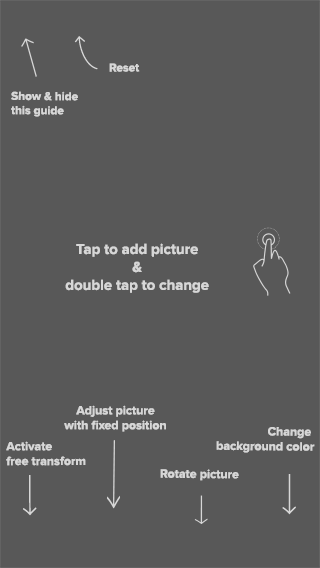 Reset
Show & hide
this guide
Tap to add picture
&
double tap to change
Adjust picture
with fixed position
Activate
free transform
Change
background color
Rotate picture